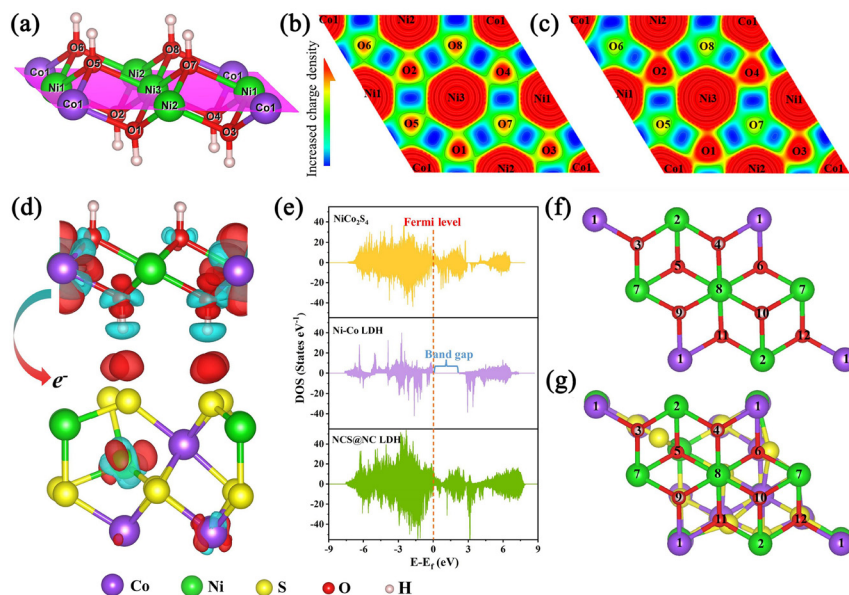 (a)
H
O6
O5
O8
O7
Co1
Ni1
Ni2
Ni3
Co1
Ni1
Co1
Ni2
Co1
O2
O1
O4
O3
Increased charge density
(b)
Co1
Ni2
Co1
O6
O8
O2
O4
Ni1
Ni3
Ni1
O5
O7
O1
O3
Co1
Ni2
Co1
(c)
Co1
Ni2
Co1
O6
O8
O2
O4
Ni1
Ni3
Ni1
O5
O7
O1
O3
Co1
Ni2
Co1
(d)
e-
(e)
NiCo₂S₄
Fermi level
40
20
0
-20
-40
Ni-Co LDH
Band gap
40
20
0
-20
-40
NCS@NC LDH
40
20
0
-20
-40
DOS (States eV⁻¹)
-9 -6 -3 0 3 6 9
E-Ef (eV)
(f)
1 2 1
3 4
5 6
7 8 7
9 10
11 12
1 2 1
(g)
1 2 1
3 4
5 6
7 8 7
9 10
11 12
1 2 1
Co Ni S O H